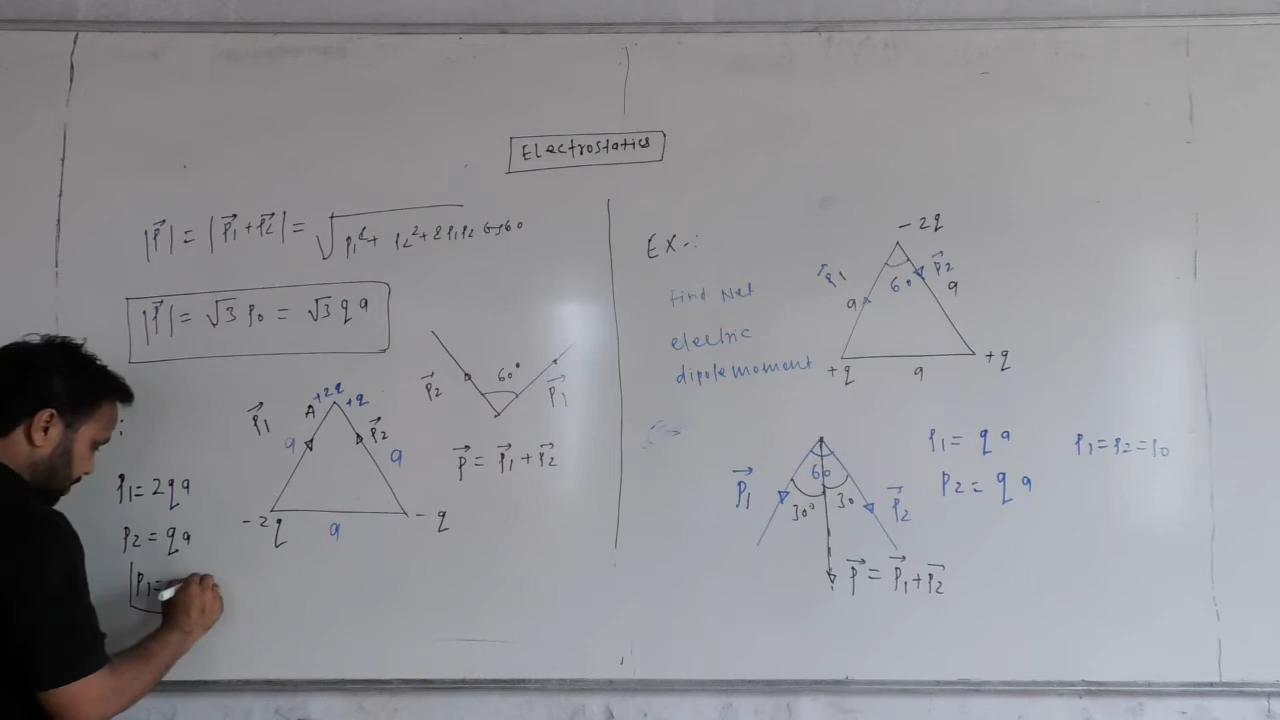 Electrostatics
|P⃗| = |P⃗1 + P⃗2| = √P1² + P2² + 2P1P2 Cos60
|P⃗| = √3 P0 = √3 q a
P⃗2
60°
P⃗1
P⃗ = P⃗1 + P⃗2
:
P⃗1
A
+2q
+q
P⃗2
a
a
-2q
a
-q
P1 = 2qa
P2 = qa
P1 =
EX-:
Find Net
electric
dipole moment
-2q
P⃗1
P⃗2
60
a
a
+q
a
+q
P⃗1
60
30°
30
P⃗2
P⃗ = P⃗1 + P⃗2
P1 = qa
P2 = qa
P1 = P2 = P0